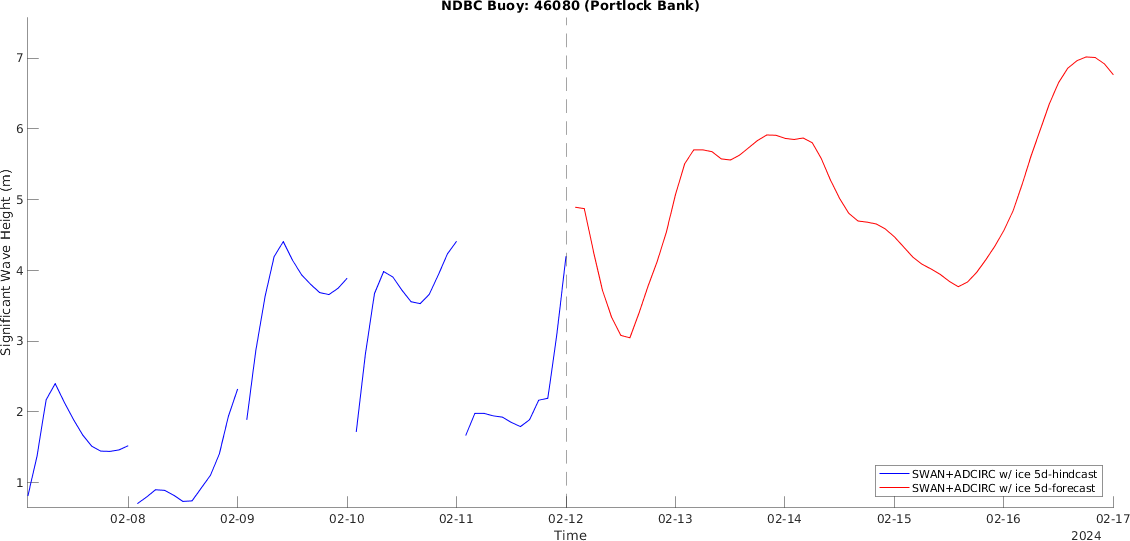 NDBC Buoy: 46080 (Portlock Bank)
Significant Wave Height (m)
7
6
5
4
3
2
1
SWAN+ADCIRC w/ ice 5d-hindcast
SWAN+ADCIRC w/ ice 5d-forecast
02-08 02-09 02-10 02-11 02-12 02-13 02-14 02-15 02-16 02-17
Time
2024